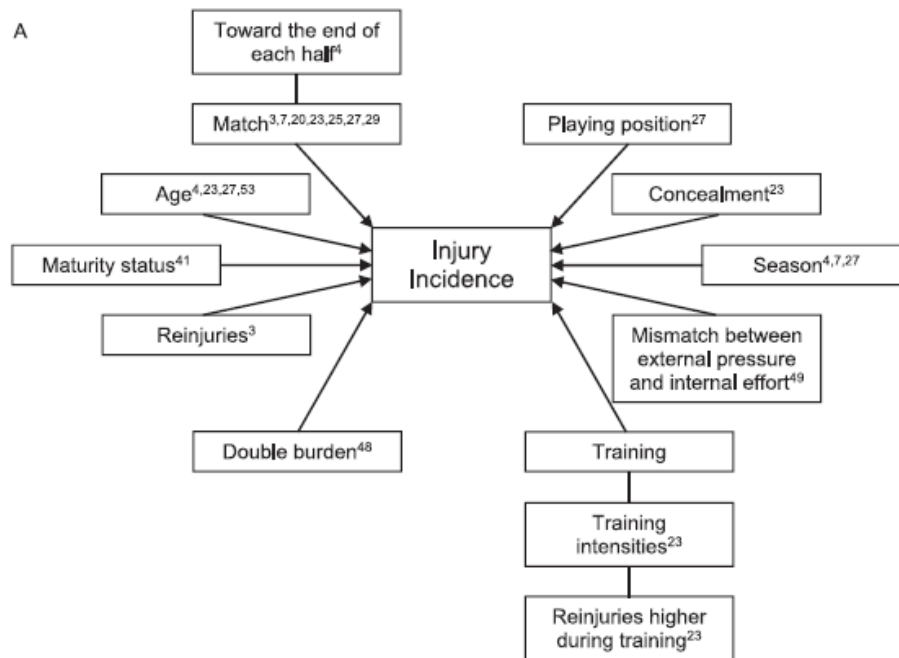 A
Toward the end of
each half4
Match3,7,20,23,25,27,29
Playing position27
Age4,23,27,53
Concealment23
Injury
Incidence
Maturity status41
Season4,7,27
Reinjuries3
Mismatch between
external pressure
and internal effort49
Double burden48
Training
Training
intensities23
Reinjuries higher
during training23